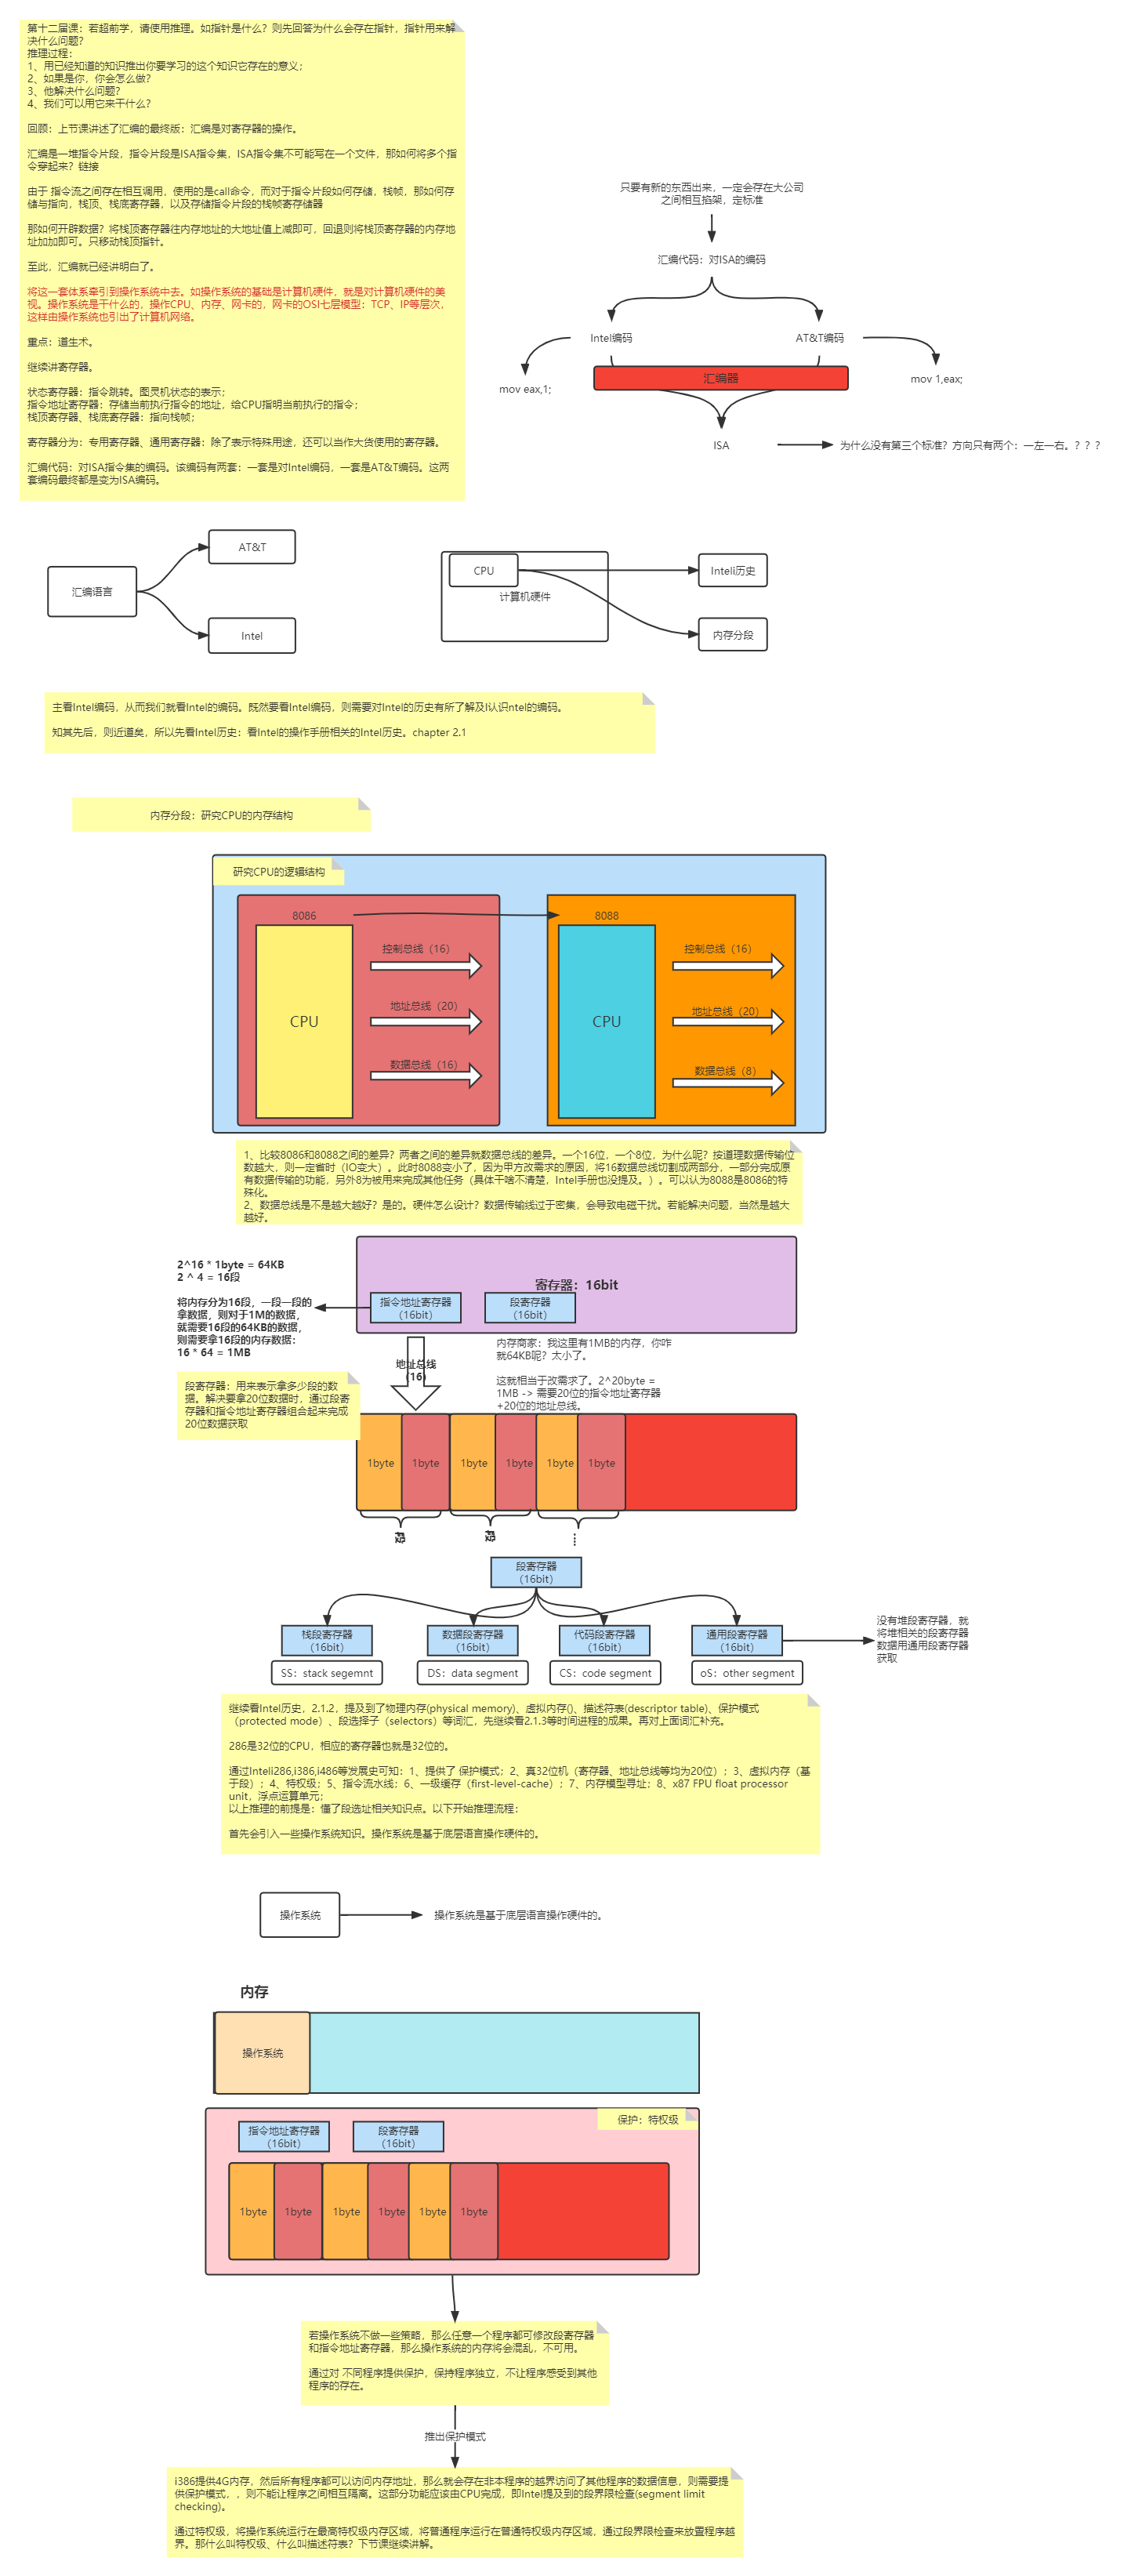 第十二届课：若超前学，请使用推理。如指针是什么？则先回答为什么会存在指针，指针用来解
决什么问题？
推理过程：
1、用已经知道的知识推出你要学习的这个知识它存在的意义；
2、如果是你，你会怎么做？
3、他解决什么问题？
4、我们可以用它来干什么？
回顾：上节课讲述了汇编的最终版：汇编是对寄存器的操作。
汇编是一堆指令片段，指令片段是ISA指令集，ISA指令集不可能写在一个文件，那如何将多个指
令穿起来？链接
由于 指令流之间存在相互调用，使用的是call命令，而对于指令片段如何存储，栈帧，那如何存
储与指向，栈顶、栈底寄存器，以及存储指令片段的栈帧寄存储器
那如何开辟数据？将栈顶寄存器往内存地址的大地址值上减即可，回退则将栈顶寄存器的内存地
址加加即可。只移动栈顶指针。
至此，汇编就已经讲明白了。
将这一套体系牵引到操作系统中去。如操作系统的基础是计算机硬件，就是对计算机硬件的美
视。操作系统是干什么的，操作CPU、内存、网卡的，网卡的OSI七层模型：TCP、IP等层次，
这样由操作系统也引出了计算机网络。
重点：道生术。
继续讲寄存器。
状态寄存器：指令跳转。图灵机状态的表示；
指令地址寄存器：存储当前执行指令的地址，给CPU指明当前执行的指令；
栈顶寄存器、栈底寄存器：指向栈帧；
寄存器分为：专用寄存器、通用寄存器：除了表示特殊用途，还可以当作大货使用的寄存器。
汇编代码：对ISA指令集的编码。该编码有两套：一套是对Intel编码，一套是AT&T编码。这两
套编码最终都是变为ISA编码。
只要有新的东西出来，一定会存在大公司
之间相互掐架，定标准
汇编代码：对ISA的编码
Intel编码
AT&T编码
mov eax,1;
汇编器
mov 1,eax;
ISA
为什么没有第三个标准？方向只有两个：一左一右。？？？
汇编语言
AT&T
Intel
CPU
计算机硬件
Inteli历史
内存分段
主看Intel编码，从而我们就看Intel的编码。既然要看Intel编码，则需要对Intel的历史有所了解及I认识ntel的编码。
知其先后，则近道矣，所以先看Intel历史：看Intel的操作手册相关的Intel历史。chapter 2.1
内存分段：研究CPU的内存结构
研究CPU的逻辑结构
8086
8088
CPU
控制总线（16）
地址总线（20）
数据总线（16）
CPU
控制总线（16）
地址总线（20）
数据总线（8）
1、比较8086和8088之间的差异？两者之间的差异就数据总线的差异。一个16位，一个8位，为什么呢？按道理数据传输位
数越大，则一定省时（IO变大）。此时8088变小了，因为甲方改需求的原因，将16数据总线切割成两部分，一部分完成原
有数据传输的功能，另外8为被用来完成其他任务（具体干啥不清楚，Intel手册也没提及。）。可以认为8088是8086的特
殊化。
2、数据总线是不是越大越好？是的。硬件怎么设计？数据传输线过于密集，会导致电磁干扰。若能解决问题，当然是越大
越好。
2^16 * 1byte = 64KB
2 ^ 4 = 16段
将内存分为16段，一段一段的
拿数据，则对于1M的数据，
就需要16段的64KB的数据，
则需要拿16段的内存数据：
16 * 64 = 1MB
寄存器：16bit
指令地址寄存器
（16bit）
段寄存器
（16bit）
地址总线
（16）
内存商家：我这里有1MB的内存，你咋
就64KB呢？太小了。
这就相当于改需求了。2^20byte =
1MB -> 需要20位的指令地址寄存器
+20位的地址总线。
段寄存器：用来表示拿多少段的数
据。解决要拿20位数据时，通过段寄
存器和指令地址寄存器组合起来完成
20位数据获取
1byte
1byte
1byte
1byte
1byte
1byte
段
段
....
段寄存器
（16bit）
栈段寄存器
（16bit）
数据段寄存器
（16bit）
代码段寄存器
（16bit）
通用段寄存器
（16bit）
SS：stack segemnt
DS：data segment
CS：code segment
oS：other segment
没有堆段寄存器，就
将堆相关的段寄存器
数据用通用段寄存器
获取
继续看Intel历史，2.1.2，提及到了物理内存(physical memory)、虚拟内存()、描述符表(descriptor table)、保护模式
（protected mode）、段选择子（selectors）等词汇，先继续看2.1.3等时间进程的成果。再对上面词汇补充。
286是32位的CPU，相应的寄存器也就是32位的。
通过Inteli286,i386,i486等发展史可知：1、提供了 保护模式；2、真32位机（寄存器、地址总线等均为20位）；3、虚拟内存（基
于段）；4、特权级；5、指令流水线；6、一级缓存（first-level-cache）；7、内存模型寻址；8、x87 FPU float processor
unit，浮点运算单元；
以上推理的前提是：懂了段选址相关知识点。以下开始推理流程：
首先会引入一些操作系统知识。操作系统是基于底层语言操作硬件的。
操作系统
操作系统是基于底层语言操作硬件的。
内存
操作系统
保护：特权级
指令地址寄存器
（16bit）
段寄存器
（16bit）
1byte
1byte
1byte
1byte
1byte
1byte
若操作系统不做一些策略，那么任意一个程序都可修改段寄存器
和指令地址寄存器，那么操作系统的内存将会混乱，不可用。
通过对 不同程序提供保护，保持程序独立，不让程序感受到其他
程序的存在。
推出保护模式
i386提供4G内存，然后所有程序都可以访问内存地址，那么就会存在非本程序的越界访问了其他程序的数据信息，则需要提
供保护模式，，则不能让程序之间相互隔离。这部分功能应该由CPU完成，即Intel提及到的段界限检查(segment limit
checking)。
通过特权级，将操作系统运行在最高特权级内存区域，将普通程序运行在普通特权级内存区域，通过段界限检查来放置程序越
界。那什么叫特权级、什么叫描述符表？下节课继续讲解。